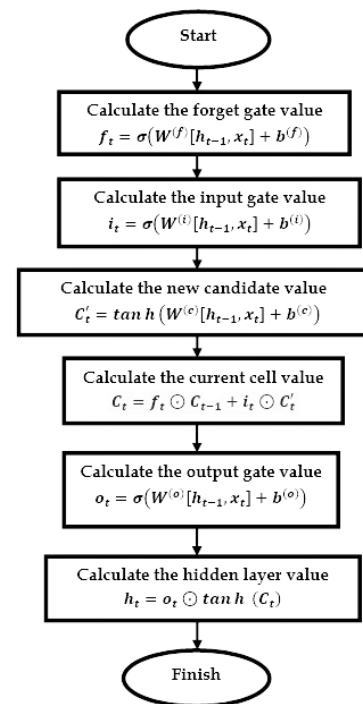 Start
Calculate the forget gate value
f_t = σ(W^(f)[h_{t-1}, x_t] + b^(f))
Calculate the input gate value
i_t = σ(W^(i)[h_{t-1}, x_t] + b^(i))
Calculate the new candidate value
C'_t = tan h (W^(c)[h_{t-1}, x_t] + b^(c))
Calculate the current cell value
C_t = f_t ⊙ C_{t-1} + i_t ⊙ C'_t
Calculate the output gate value
o_t = σ(W^(o)[h_{t-1}, x_t] + b^(o))
Calculate the hidden layer value
h_t = o_t ⊙ tan h (C_t)
Finish